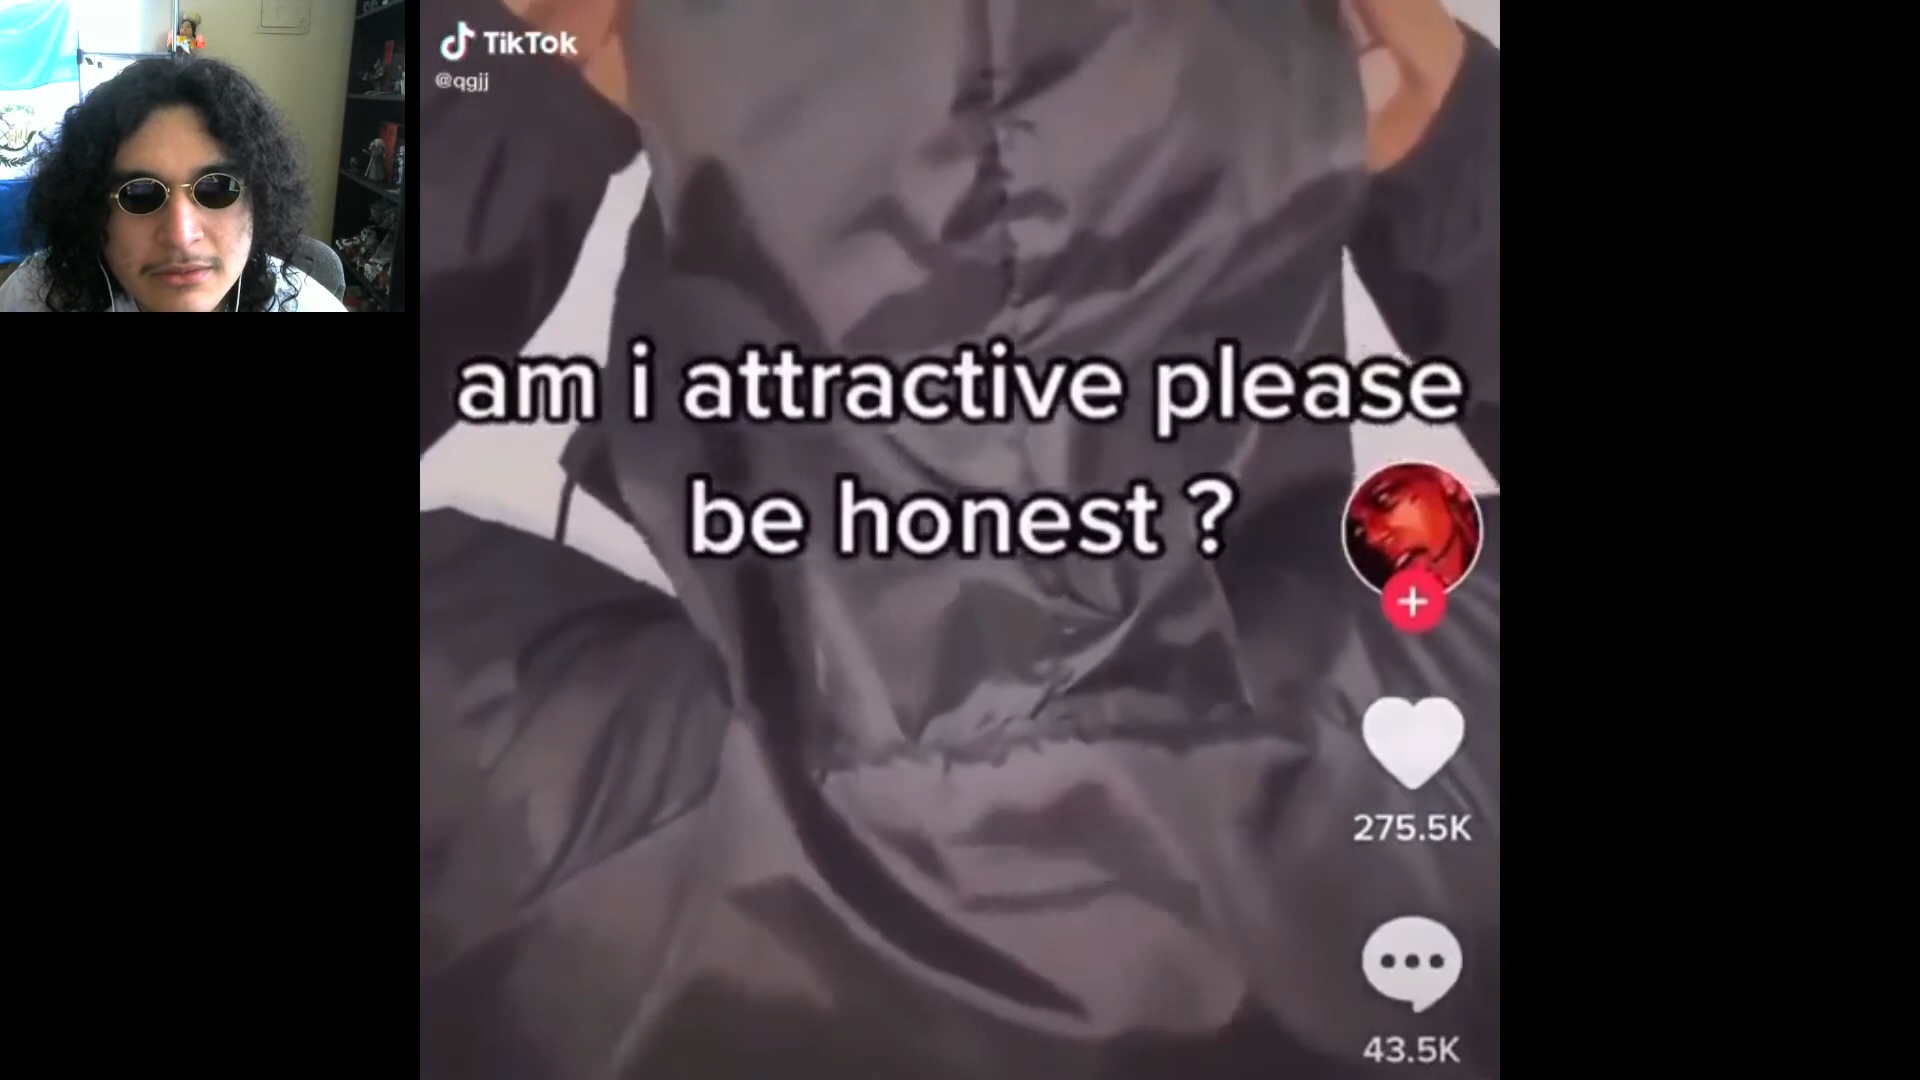 TikTok
@qgjj
am i attractive please
be honest ?
275.5K
43.5K